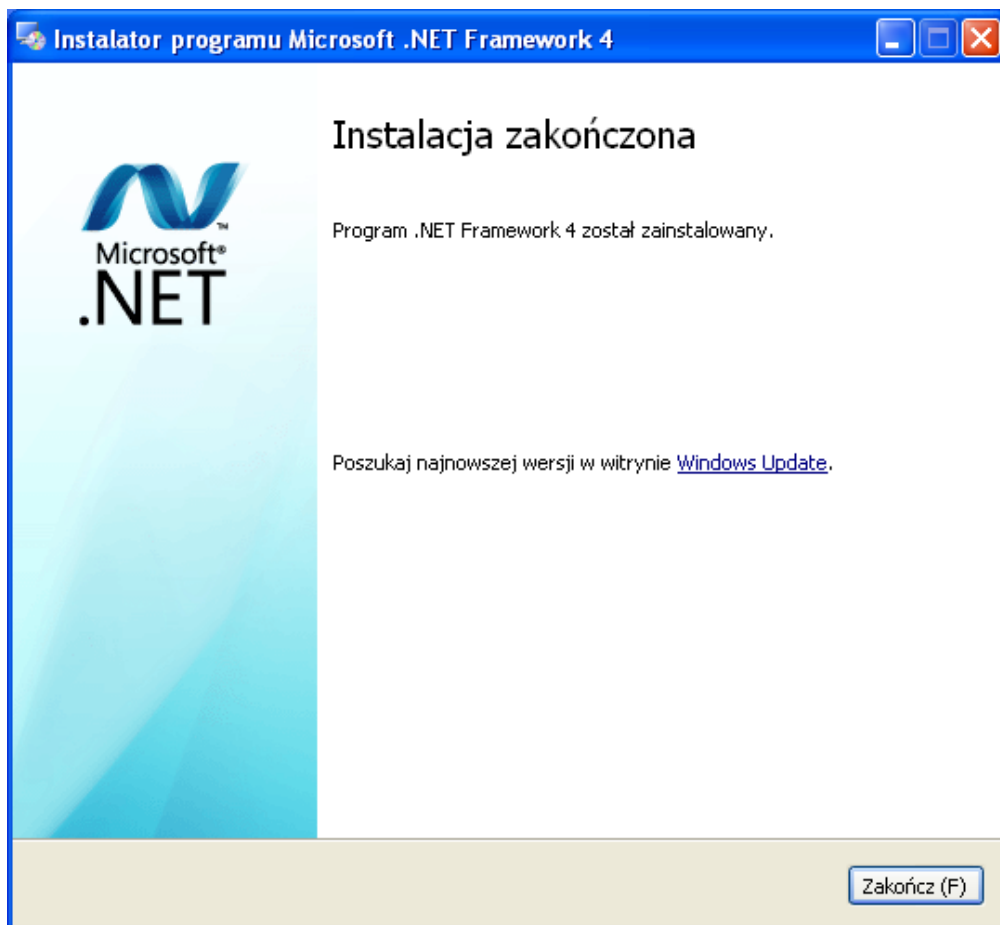 Instalator programu Microsoft .NET Framework 4
Instalacja zakończona
Microsoft®
.NET
™
Program .NET Framework 4 został zainstalowany.
Poszukaj najnowszej wersji w witrynie Windows Update.
Zakończ (F)